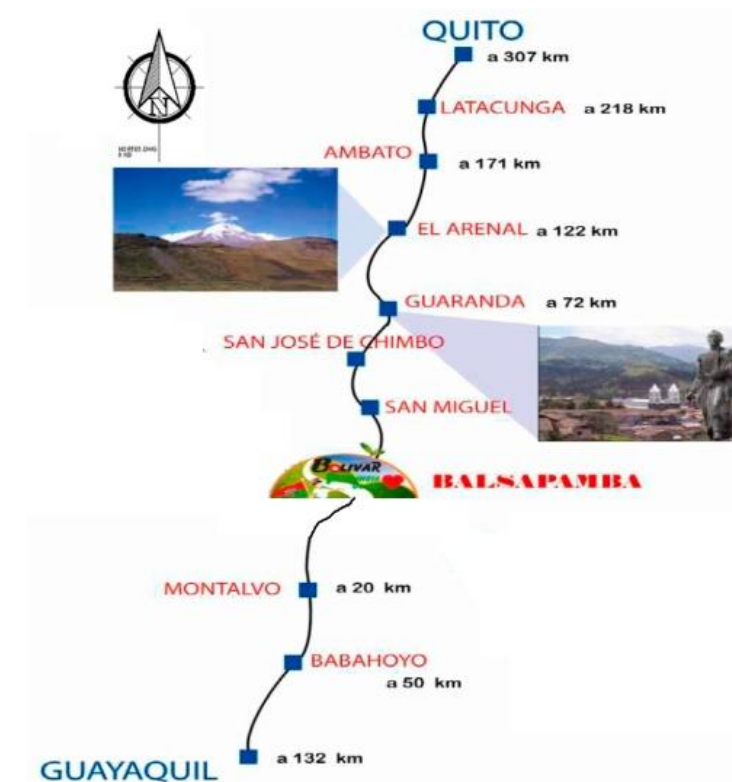 QUITO
a 307 km
N
LATACUNGA a 218 km
AMBATO
a 171 km
EL ARENAL a 122 km
GUARANDA a 72 km
SAN JOSÉ DE CHIMBO
SAN MIGUEL
BOLIVAR
BALSAPAMBA
MONTALVO a 20 km
BABAHOYO
a 50 km
a 132 km
GUAYAQUIL